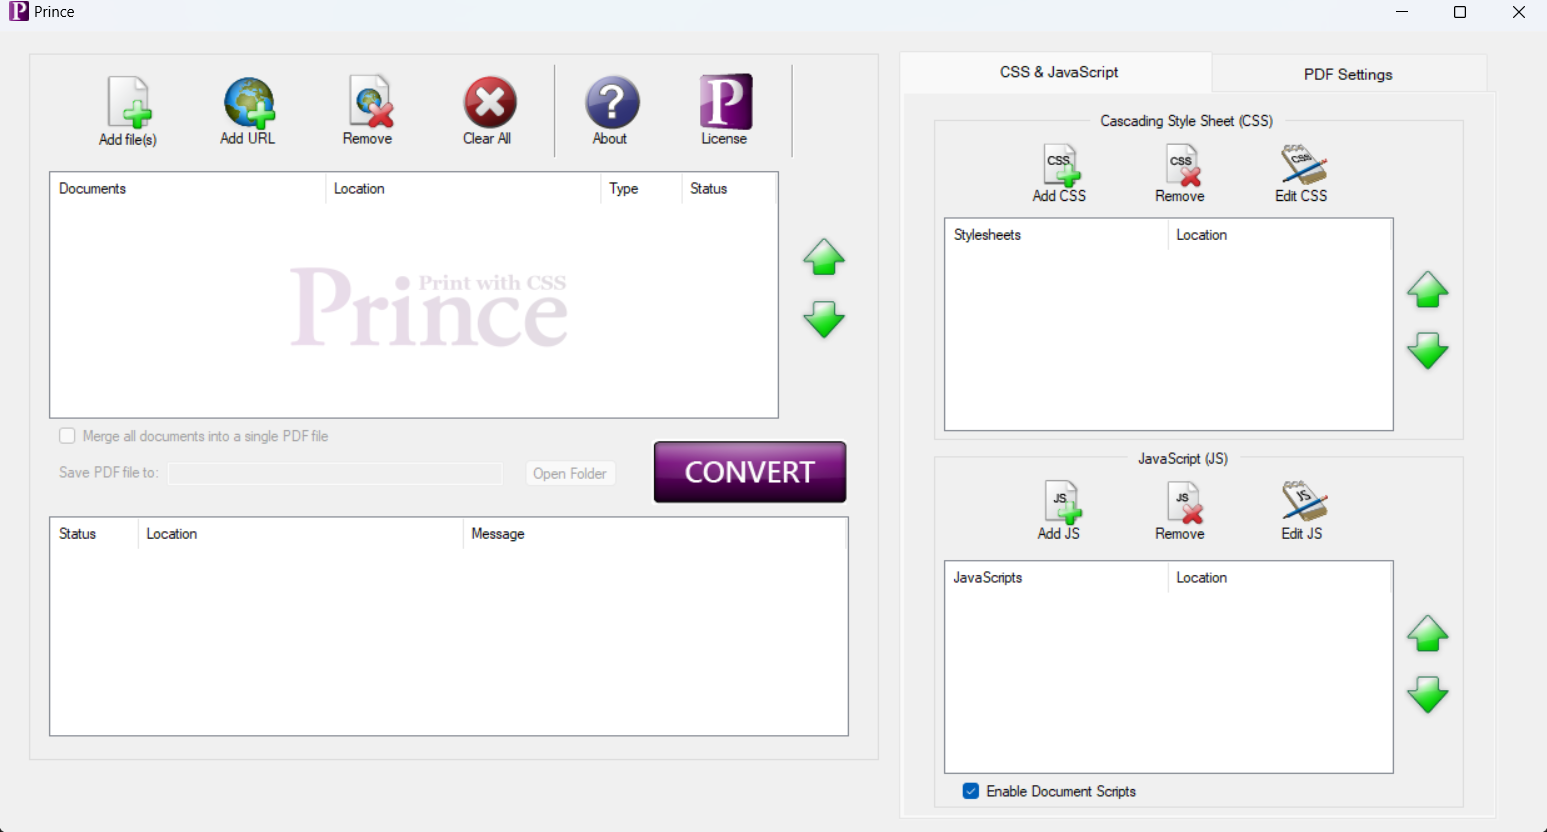 Prince
Add file(s)
Add URL
Remove
Clear All
About
License
Documents
Location
Type
Status
Print with CSS
Prince
Merge all documents into a single PDF file
Save PDF file to:
Open Folder
CONVERT
Status
Location
Message
CSS & JavaScript
PDF Settings
Cascading Style Sheet (CSS)
CSS
CSS
CSS
Add CSS
Remove
Edit CSS
Stylesheets
Location
JavaScript (JS)
JS
JS
JS
Add JS
Remove
Edit JS
JavaScripts
Location
Enable Document Scripts